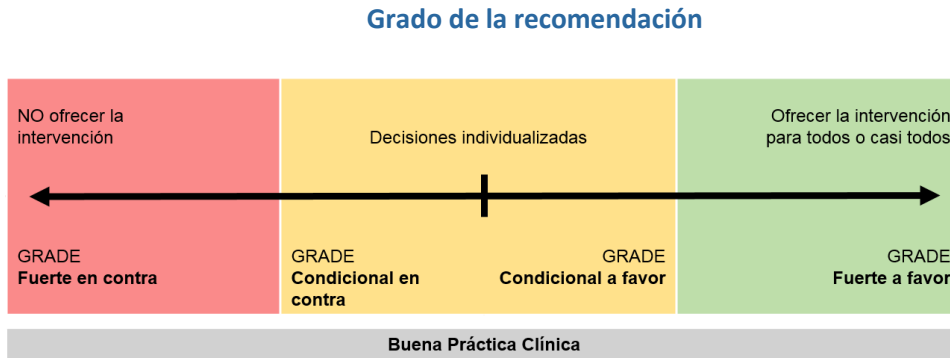 Grado de la recomendación
NO ofrecer la
intervención
Decisiones individualizadas
Ofrecer la intervención
para todos o casi todos
GRADE
Fuerte en contra
GRADE
Condicional en
contra
GRADE
Condicional a favor
GRADE
Fuerte a favor
Buena Práctica Clínica